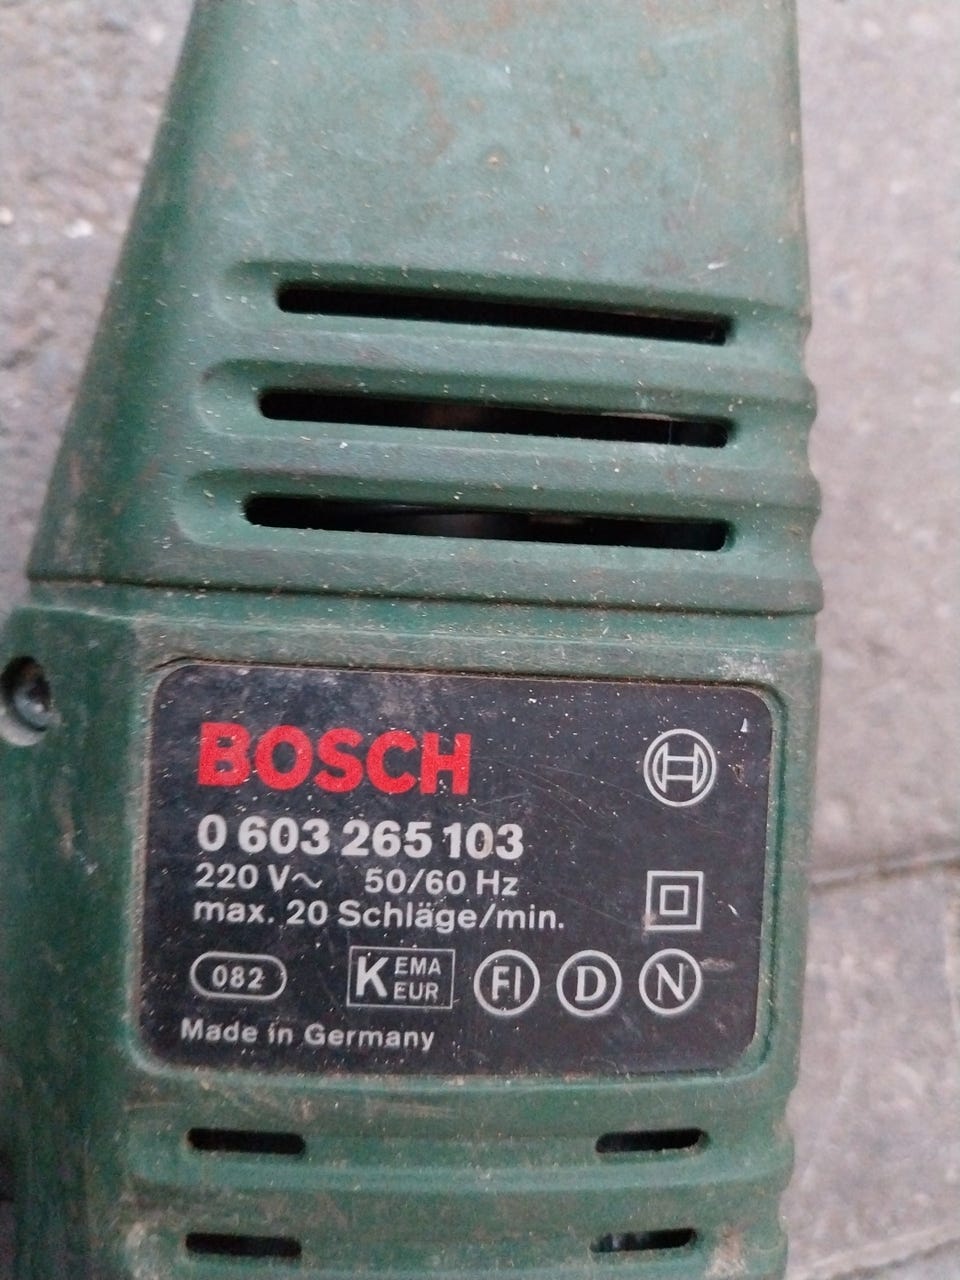 BOSCH
0 603 265 103
220 V~ 50/60 Hz
max. 20 Schläge/min.
082 KEMA EUR FI D N
Made in Germany